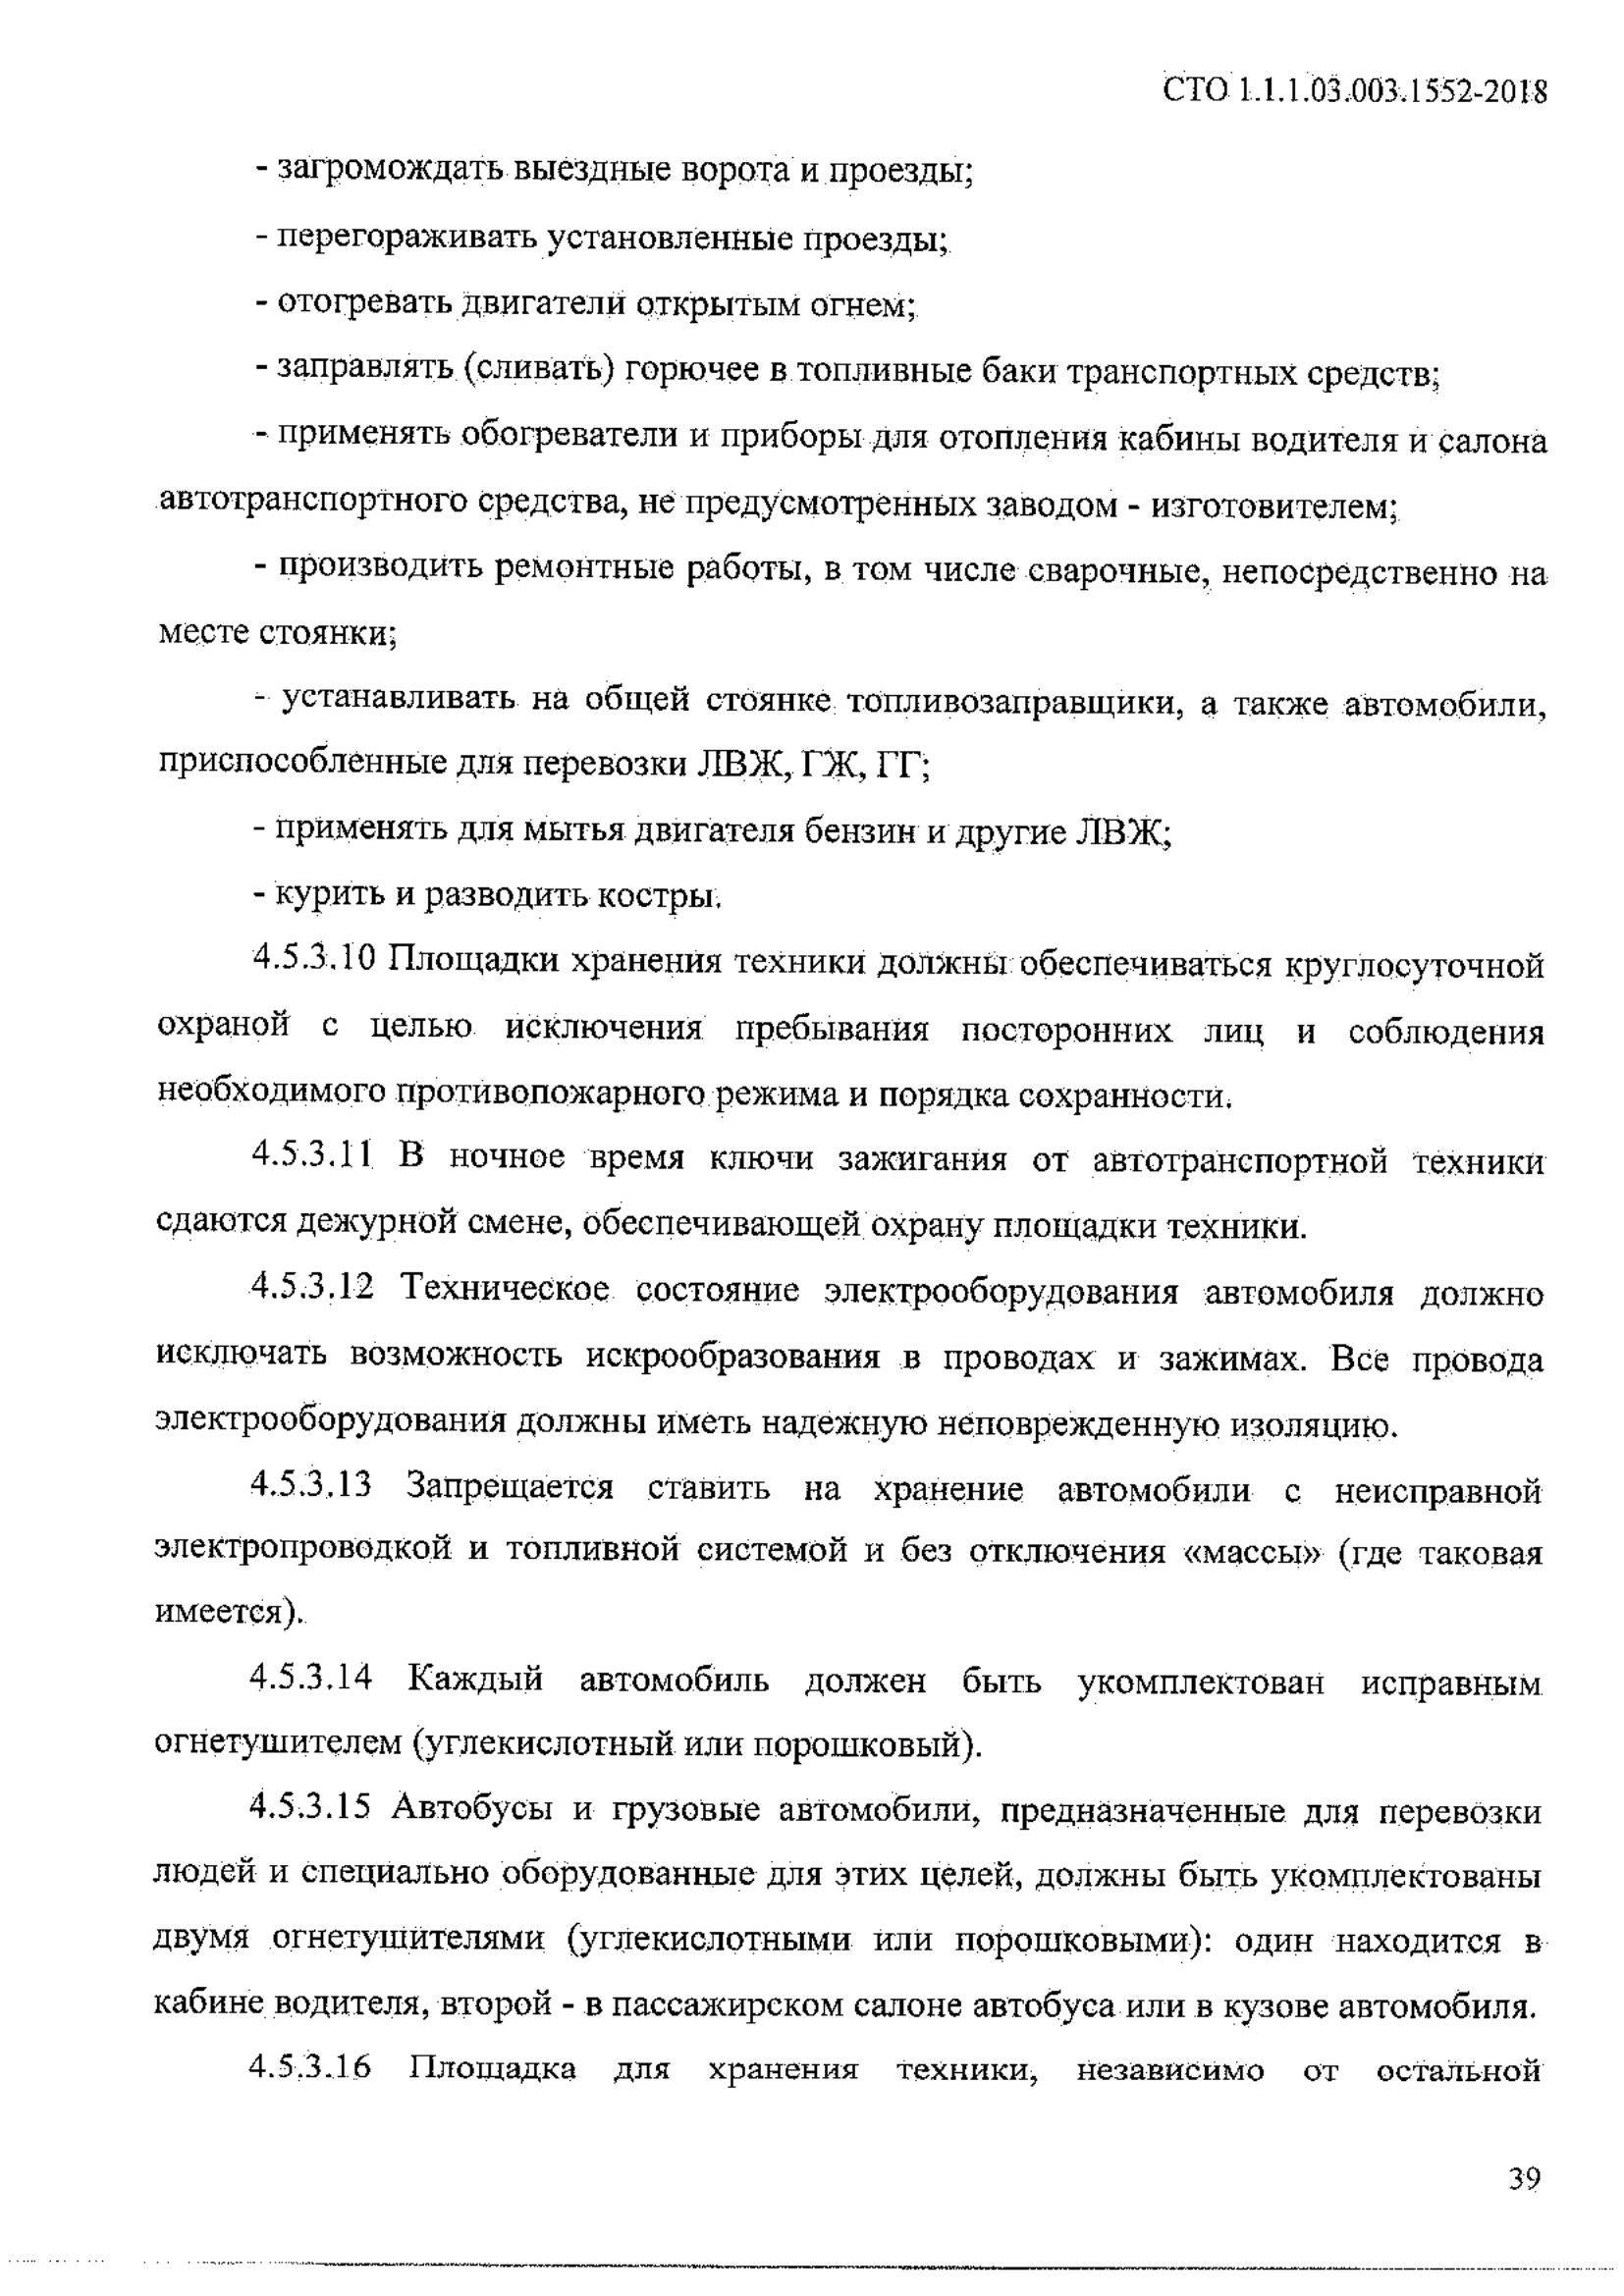 СТО 1.1.1.03.003.1552-2018
- загромождать выездные ворота и проезды;
- перегораживать установленные проезды;
- отогревать двигатели открытым огнем;
- заправлять (сливать) горючее в топливные баки транспортных средств;
- применять обогреватели и приборы для отопления кабины водителя и салона
автотранспортного средства, не предусмотренных заводом - изготовителем;
- производить ремонтные работы, в том числе сварочные, непосредственно на
месте стоянки;
- устанавливать на общей стоянке топливозаправщики, а также автомобили,
приспособленные для перевозки ЛВЖ, ГЖ, ГГ;
- применять для мытья двигателя бензин и другие ЛВЖ;
- курить и разводить костры.
4.5.3.10 Площадки хранения техники должны обеспечиваться круглосуточной
охраной с целью исключения пребывания посторонних лиц и соблюдения
необходимого противопожарного режима и порядка сохранности.
4.5.3.11 В ночное время ключи зажигания от автотранспортной техники
сдаются дежурной смене, обеспечивающей охрану площадки техники.
4.5.3.12 Техническое состояние электрооборудования автомобиля должно
исключать возможность искрообразования в проводах и зажимах. Все провода
электрооборудования должны иметь надежную неповрежденную изоляцию.
4.5.3.13 Запрещается ставить на хранение автомобили с неисправной
электропроводкой и топливной системой и без отключения «массы» (где таковая
имеется).
4.5.3.14 Каждый автомобиль должен быть укомплектован исправным
огнетушителем (углекислотный или порошковый).
4.5.3.15 Автобусы и грузовые автомобили, предназначенные для перевозки
людей и специально оборудованные для этих целей, должны быть укомплектованы
двумя огнетушителями (углекислотными или порошковыми): один находится в
кабине водителя, второй - в пассажирском салоне автобуса или в кузове автомобиля.
4.5.3.16 Площадка для хранения техники, независимо от остальной
39